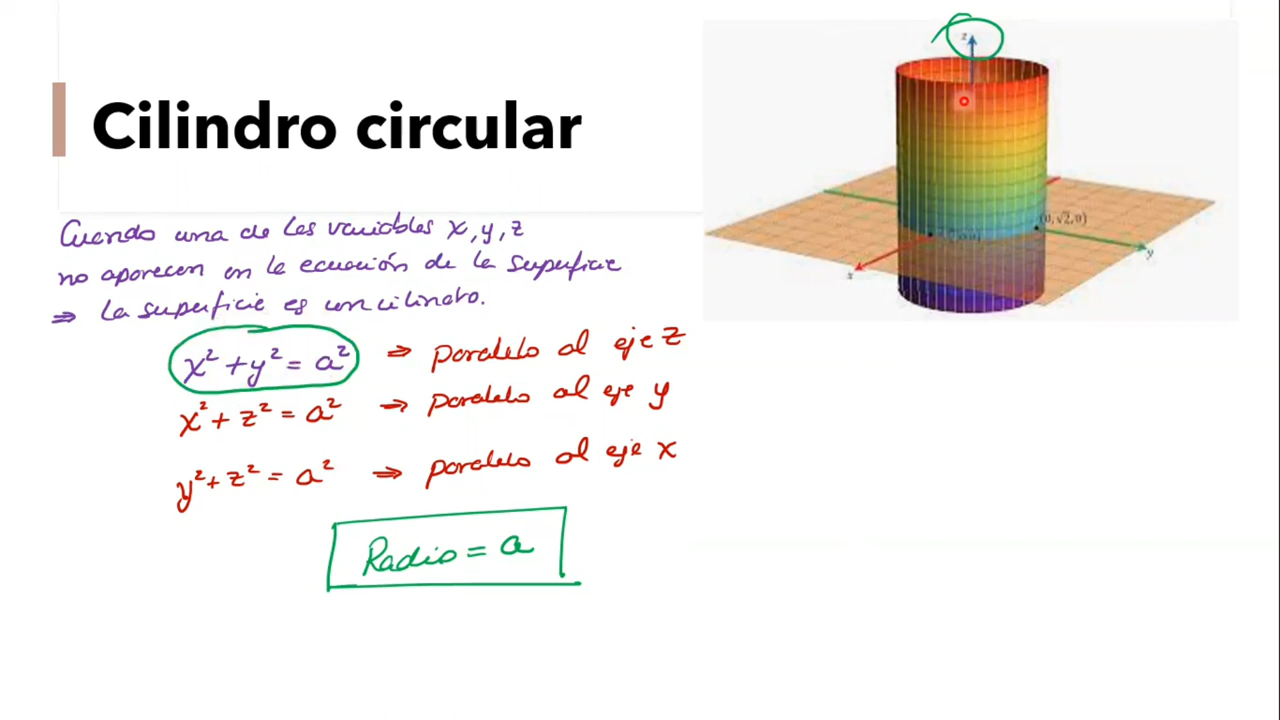 Cilindro circular
Cuando una de las variables x, y, z
no aparecen en la ecuación de la superficie
⇒ la superficie es un cilindro.
x² + y² = a² ⇒ paralelo al eje z
x² + z² = a² ⇒ paralelo al eje y
y² + z² = a² ⇒ paralelo al eje x
Radio = a
z
(0, √2, 0)
y
x